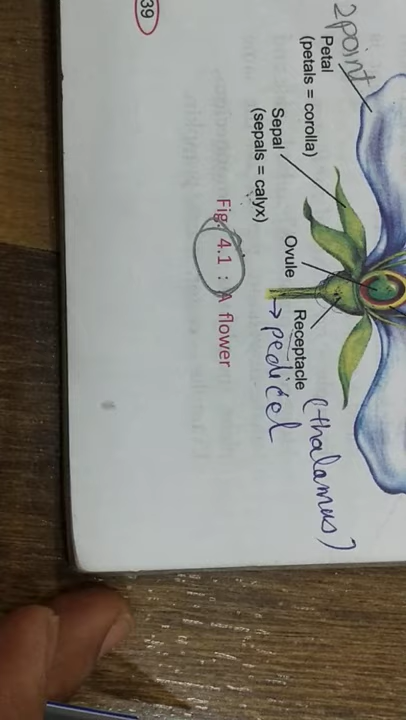 2 point
Petal
(petals = corolla)
Sepal
(sepals = calyx)
Ovule
Receptacle
(thalamus)
→ pedicel
Fig. 4.1 : A flower
39